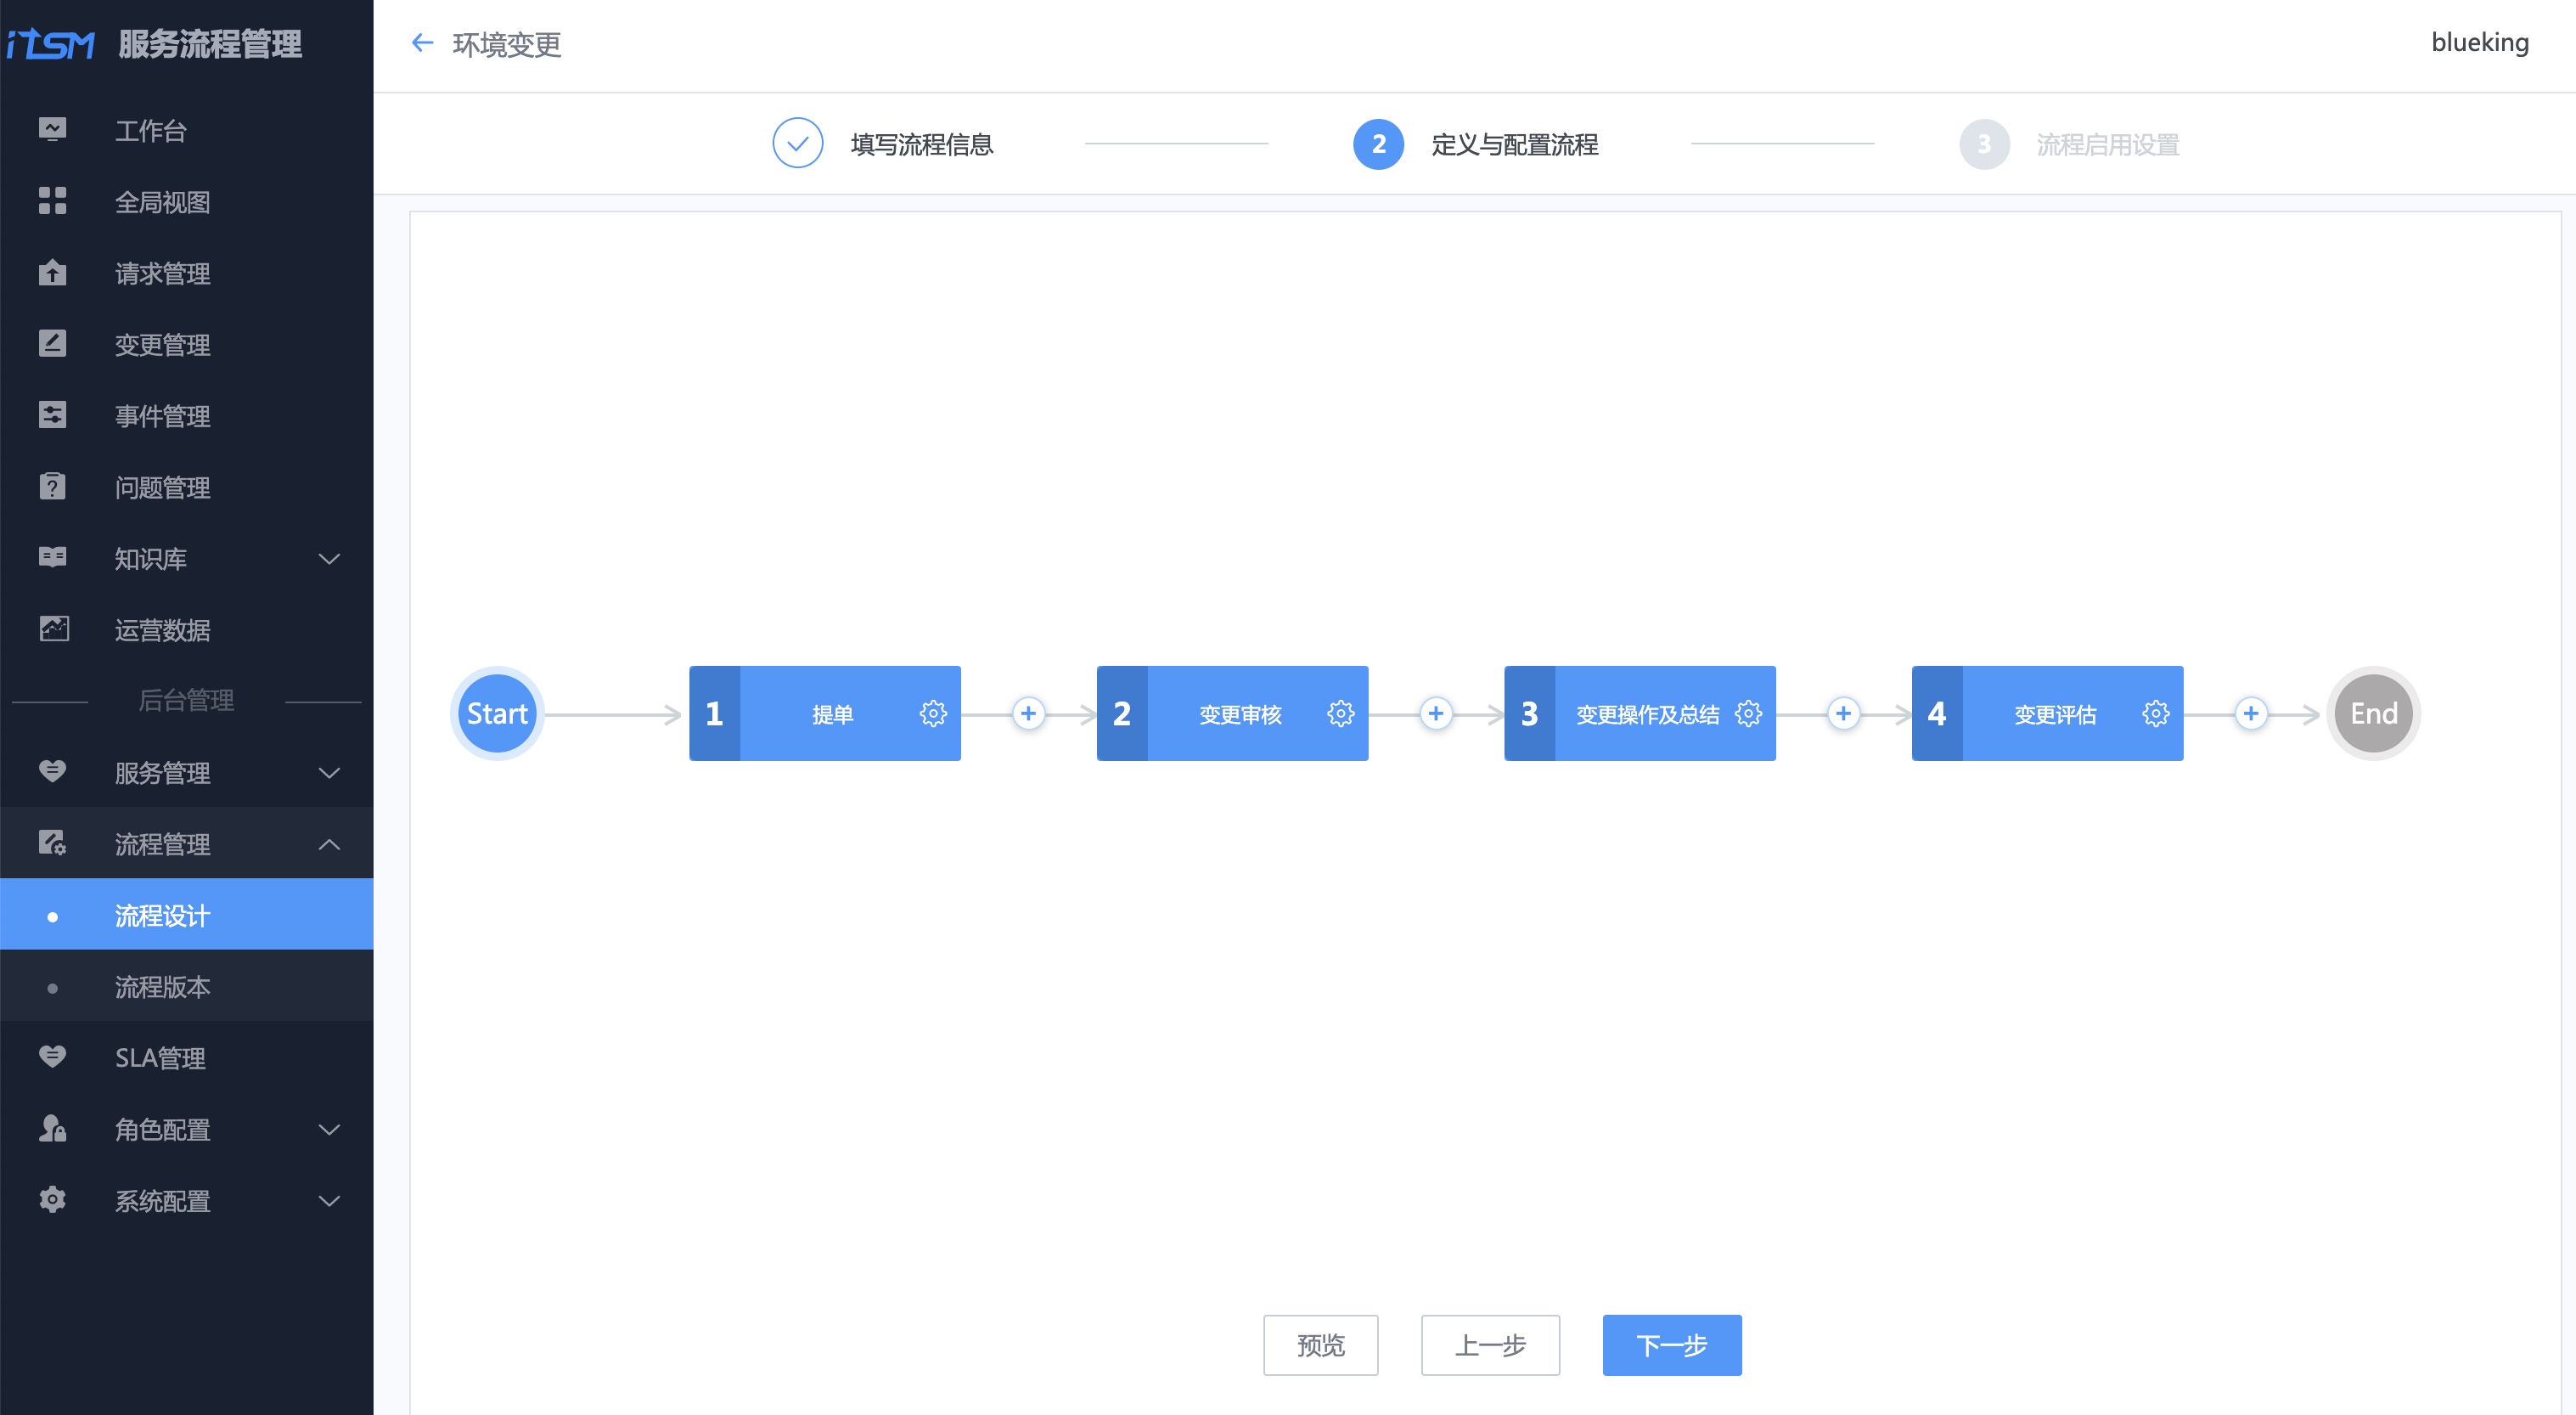 iTSM 服务流程管理
工作台
全局视图
请求管理
变更管理
事件管理
问题管理
知识库
运营数据
后台管理
服务管理
流程管理
流程设计
流程版本
SLA管理
角色配置
系统配置
环境变更
blueking
填写流程信息
2 定义与配置流程
3 流程启用设置
Start
1 提单
2 变更审核
3 变更操作及总结
4 变更评估
End
预览
上一步
下一步